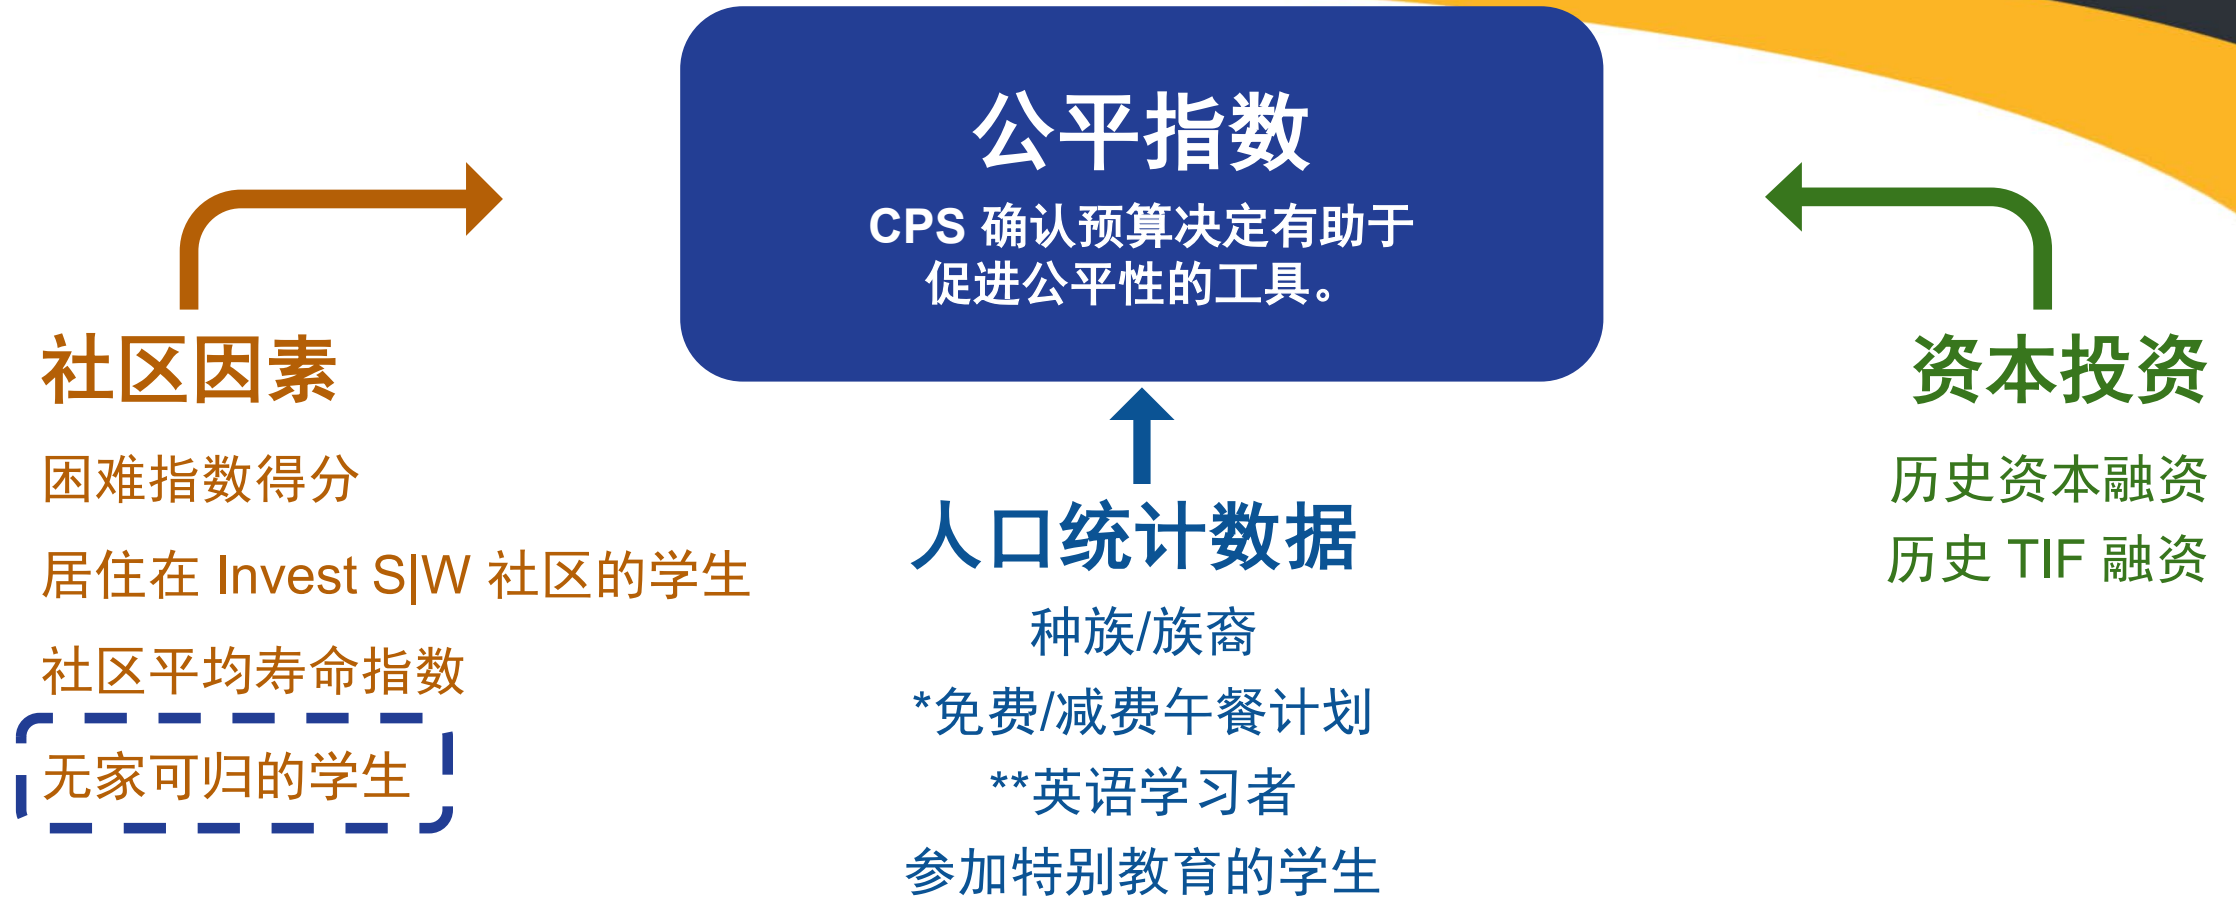 公平指数
CPS 确认预算决定有助于
促进公平性的工具。
社区因素
困难指数得分
居住在 Invest S|W 社区的学生
社区平均寿命指数
无家可归的学生
人口统计数据
种族/族裔
*免费/减费午餐计划
**英语学习者
参加特别教育的学生
资本投资
历史资本融资
历史 TIF 融资